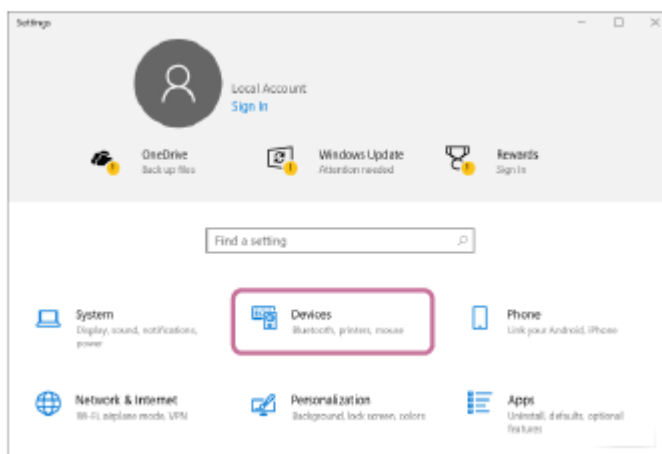 Settings
Local Account
Sign In
OneDrive
Back up files
Windows Update
Attention needed
Rewards
Sign In
Find a setting
System
Display, sound, notifications,
power
Devices
Bluetooth, printers, mouse
Phone
Link your Android, iPhone
Network & Internet
Wi-Fi, airplane mode, VPN
Personalization
Background, lock screen, colors
Apps
Uninstall, defaults, optional
features